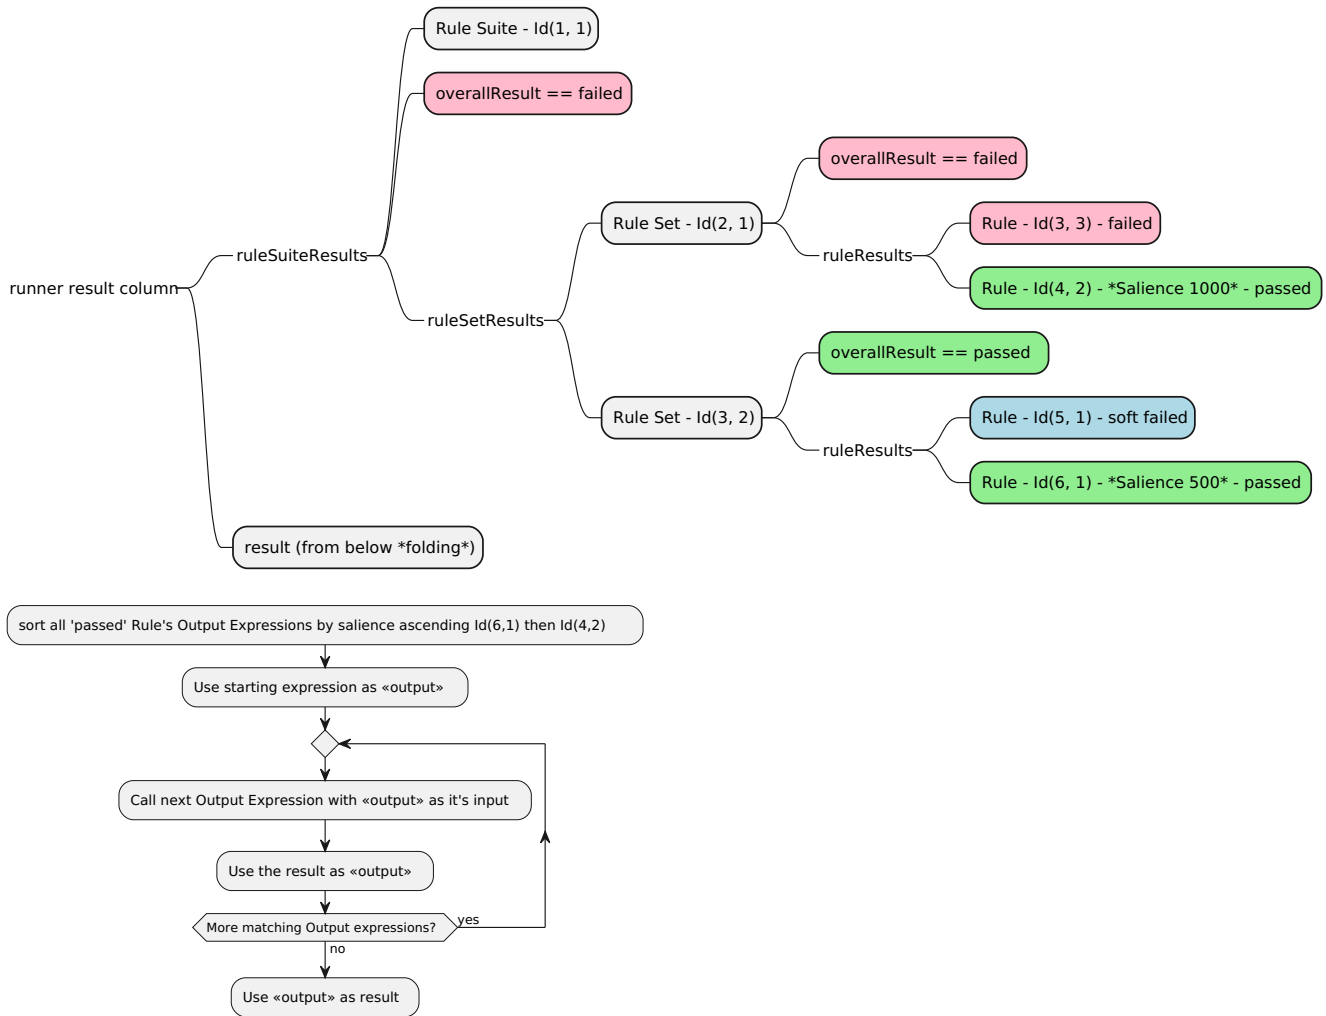 Rule Suite - Id(1, 1)
overallResult == failed
overallResult == failed
Rule Set - Id(2, 1)
Rule - Id(3, 3) - failed
ruleSuiteResults
ruleResults
runner result column
Rule - Id(4, 2) - *Salience 1000* - passed
ruleSetResults
overallResult == passed
Rule Set - Id(3, 2)
Rule - Id(5, 1) - soft failed
ruleResults
Rule - Id(6, 1) - *Salience 500* - passed
result (from below *folding*)
sort all 'passed' Rule's Output Expressions by salience ascending Id(6,1) then Id(4,2)
Use starting expression as «output»
Call next Output Expression with «output» as it's input
Use the result as «output»
More matching Output expressions?
yes
no
Use «output» as result